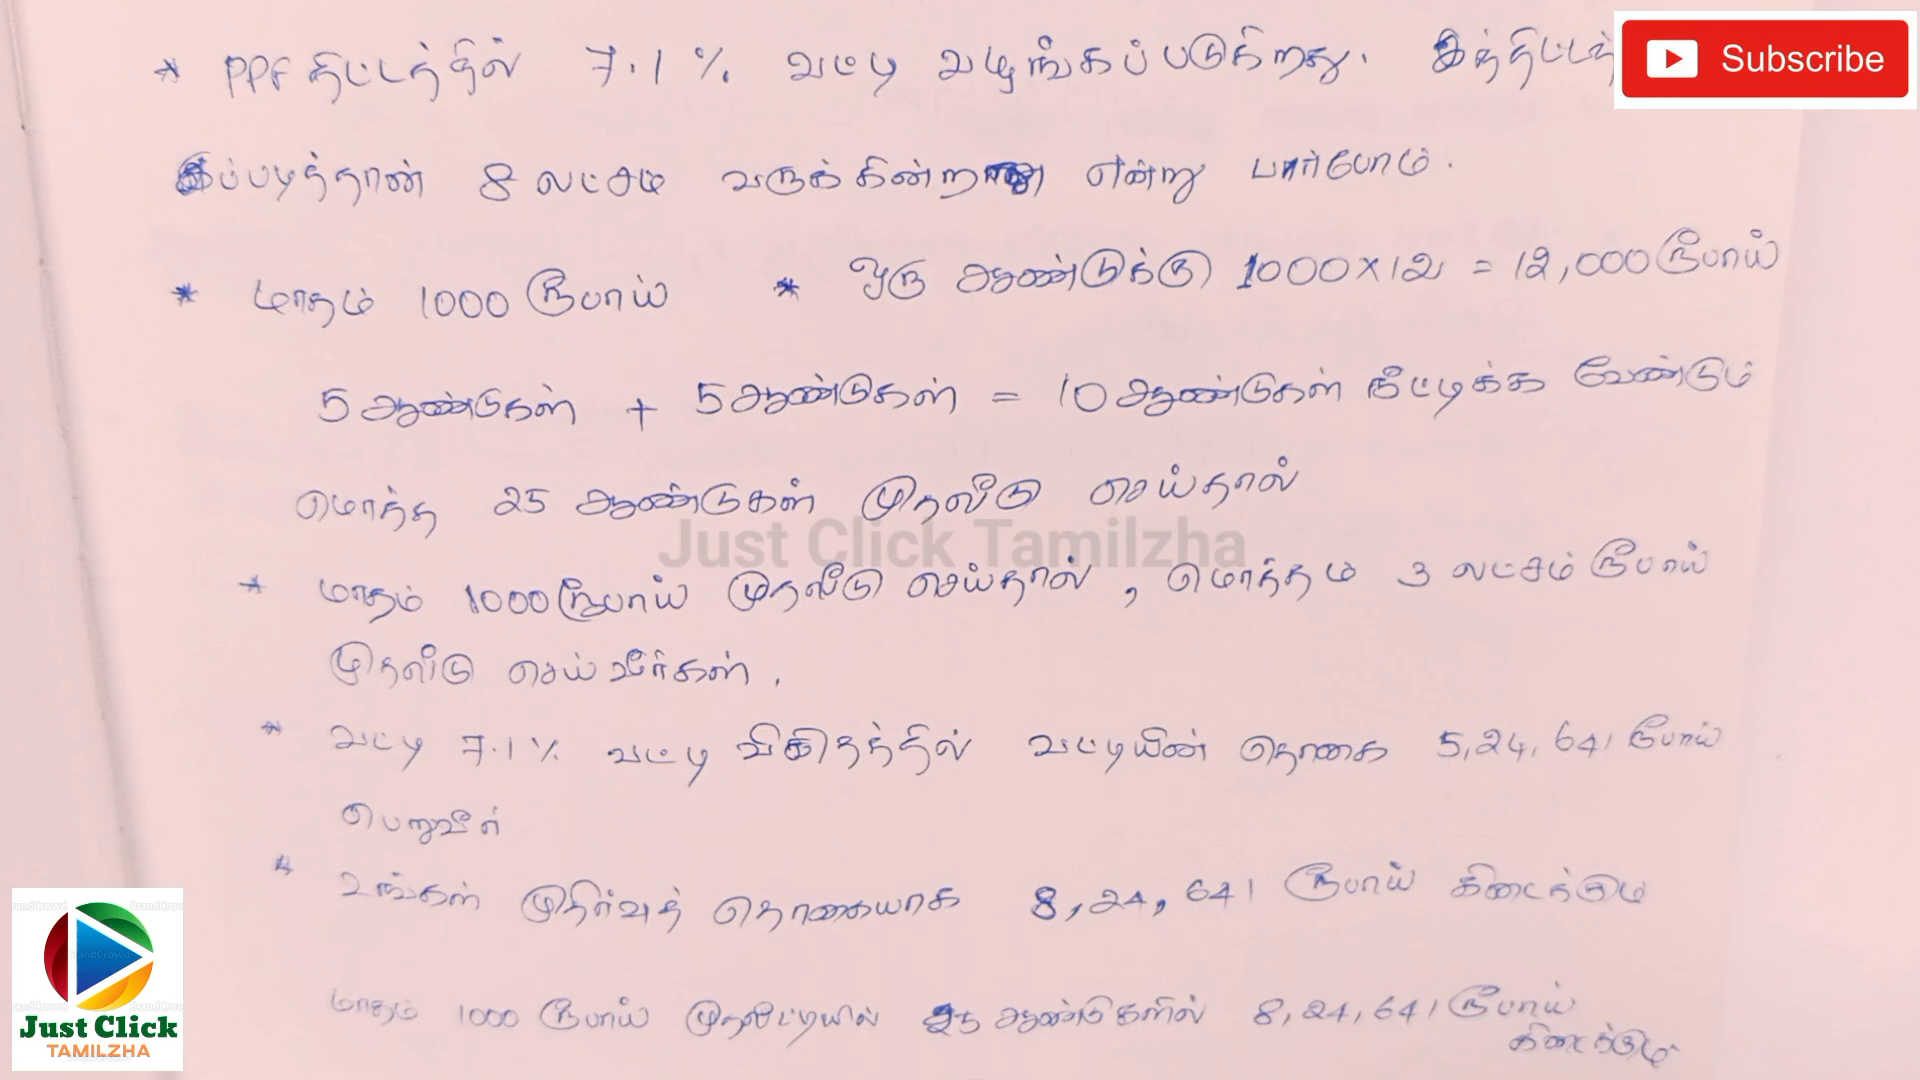 * PPF திட்டத்தில் 7.1 % வட்டி வழங்கப்படுகிறது. இத்திட்டத்
Subscribe
இப்படித்தான் 8 லட்சம் வருக்கின்றது என்று பார்போம்.
* மாதம் 1000 ரூபாய் * ஒரு ஆண்டுக்கு 1000×12 = 12,000 ரூபாய்
5 ஆண்டுகள் + 5 ஆண்டுகள் = 10 ஆண்டுகள் நீட்டிக்க வேண்டும்
மொத்த 25 ஆண்டுகள் முதலீடு செய்தால்
Just Click Tamilzha
* மாதம் 1000 ரூபாய் முதலீடு செய்தால், மொத்தம் 3 லட்சம் ரூபாய்
முதலீடு செய்வீர்கள்.
* வட்டி 7.1% வட்டி விகிதத்தில் வட்டியின் தொகை 5,24,641 ரூபாய்
பெறுவீர்
* உங்கள் முதிர்வுத் தொகையாக 8,24,641 ரூபாய் கிடைக்கும்
மாதம் 1000 ரூபாய் முதலீட்டில் 25 ஆண்டுகளில் 8,24,641 ரூபாய்
கிடைக்கும்
Just Click
TAMILZHA